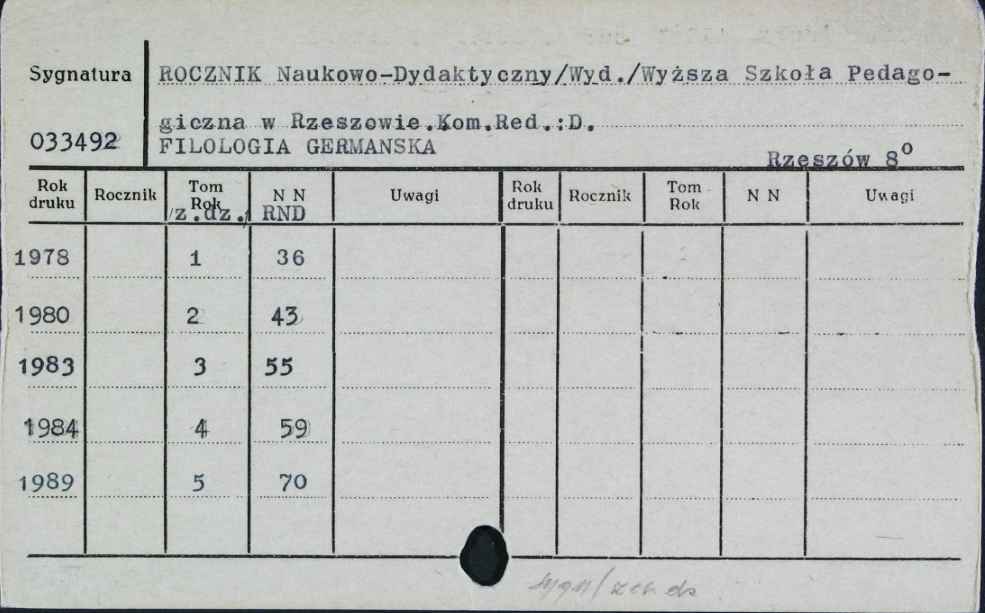 Sygnatura ROCZNIK Naukowo-Dydaktyczny/Wyd./Wyższa Szkoła Pedago-
giczna w Rzeszowie.Kom.Red.:D.
033492 FILOLOGIA GERMANSKA
Rzeszów 8°
Rok druku Rocznik Tom Rok N N Uwagi Rok druku Rocznik Tom Rok N N Uwagi
/z.dz./ RND
1978 1 36
1980 2 43
1983 3 55
1984 4 59
1989 5 70